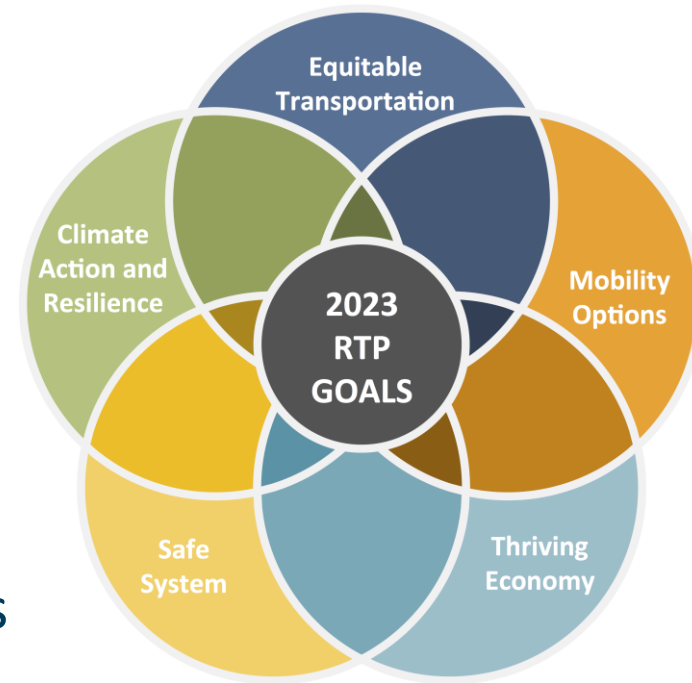 Equitable
Transportation
Climate
Action and
Resilience
Mobility
Options
2023
RTP
GOALS
Safe
System
Thriving
Economy
s